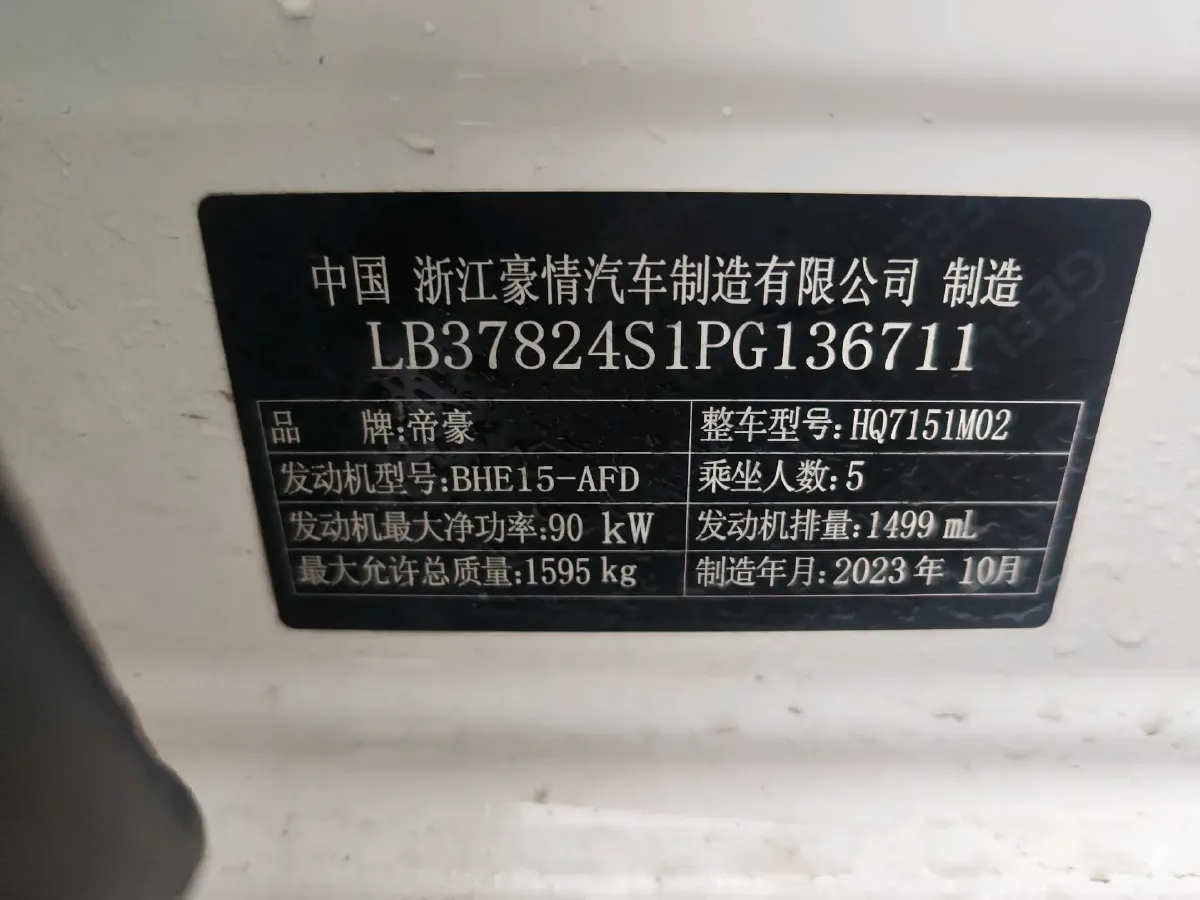 中国 浙江豪情汽车制造有限公司 制造
LB37824S1PG136711
品 牌:帝豪 整车型号:HQ7151M02
发动机型号:BHE15-AFD 乘坐人数:5
发动机最大净功率:90 kW 发动机排量:1499 mL
最大允许总质量:1595 kg 制造年月:2023 年 10月